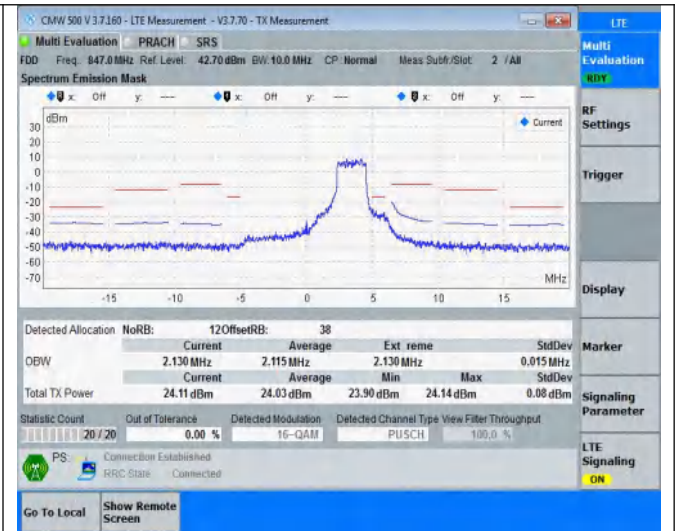 CMW 500 V 3.7.160 - LTE Measurement - V3.7.70 - TX Measurement
LTE
Multi Evaluation PRACH SRS
Multi
Evaluation
RDY
FDD Freq.: 847.0 MHz Ref. Level: 42.70 dBm BW: 10.0 MHz CP: Normal Meas Subfr./Slot: 2 / All
Spectrum Emission Mask
x: Off y: --- x: Off y: --- x: Off y: ---
dBm
Current
30
20
10
0
-10
-20
-30
-40
-50
-60
-70
MHz
-15 -10 -5 0 5 10 15
RF
Settings
Trigger
Display
Marker
Signaling
Parameter
LTE
Signaling
ON
Detected Allocation NoRB: 12OffsetRB: 38
Current Average Ext reme StdDev
OBW 2.130 MHz 2.115 MHz 2.130 MHz 0.015 MHz
Current Average Min Max StdDev
Total TX Power 24.11 dBm 24.03 dBm 23.90 dBm 24.14 dBm 0.08 dBm
Statistic Count Out of Tolerance Detected Modulation Detected Channel Type View Filter Throughput
20 / 20 0.00 % 16-QAM PUSCH 100.0 %
PS: Connection Established
RRC State Connected
Go To Local
Show Remote
Screen